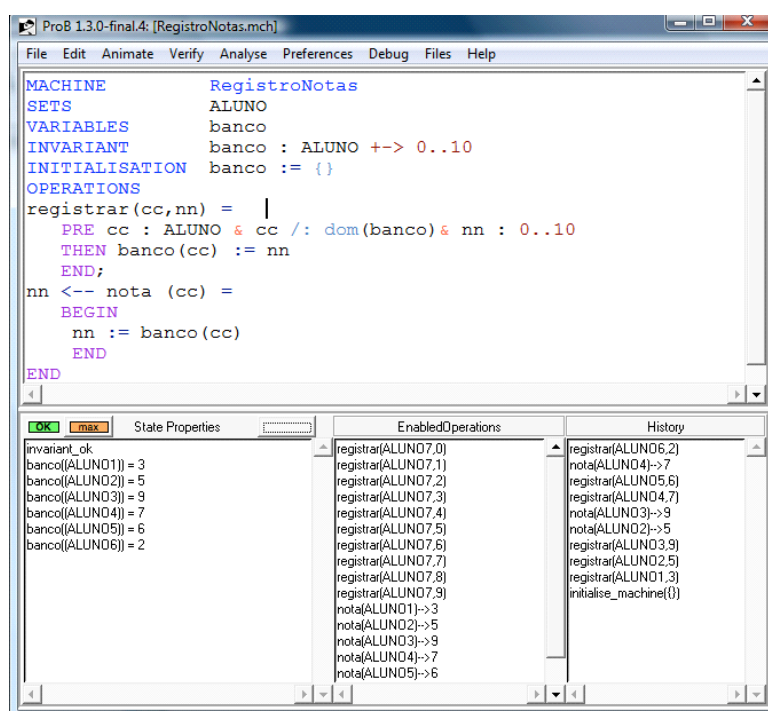 ProB 1.3.0-final.4: [RegistroNotas.mch]
File Edit Animate Verify Analyse Preferences Debug Files Help
MACHINE RegistroNotas
SETS ALUNO
VARIABLES banco
INVARIANT banco : ALUNO +-> 0..10
INITIALISATION banco := {}
OPERATIONS
registrar(cc,nn) =
PRE cc : ALUNO & cc /: dom(banco)& nn : 0..10
THEN banco(cc) := nn
END;
nn <-- nota (cc) =
BEGIN
nn := banco(cc)
END
END
OK max State Properties
invariant_ok
banco((ALUNO1)) = 3
banco((ALUNO2)) = 5
banco((ALUNO3)) = 9
banco((ALUNO4)) = 7
banco((ALUNO5)) = 6
banco((ALUNO6)) = 2
EnabledOperations
registrar(ALUNO7,0)
registrar(ALUNO7,1)
registrar(ALUNO7,2)
registrar(ALUNO7,3)
registrar(ALUNO7,4)
registrar(ALUNO7,5)
registrar(ALUNO7,6)
registrar(ALUNO7,7)
registrar(ALUNO7,8)
registrar(ALUNO7,9)
nota(ALUNO1)-->3
nota(ALUNO2)-->5
nota(ALUNO3)-->9
nota(ALUNO4)-->7
nota(ALUNO5)-->6
History
registrar(ALUNO6,2)
nota(ALUNO4)-->7
registrar(ALUNO5,6)
registrar(ALUNO4,7)
nota(ALUNO3)-->9
nota(ALUNO2)-->5
registrar(ALUNO3,9)
registrar(ALUNO2,5)
registrar(ALUNO1,3)
initialise_machine({})